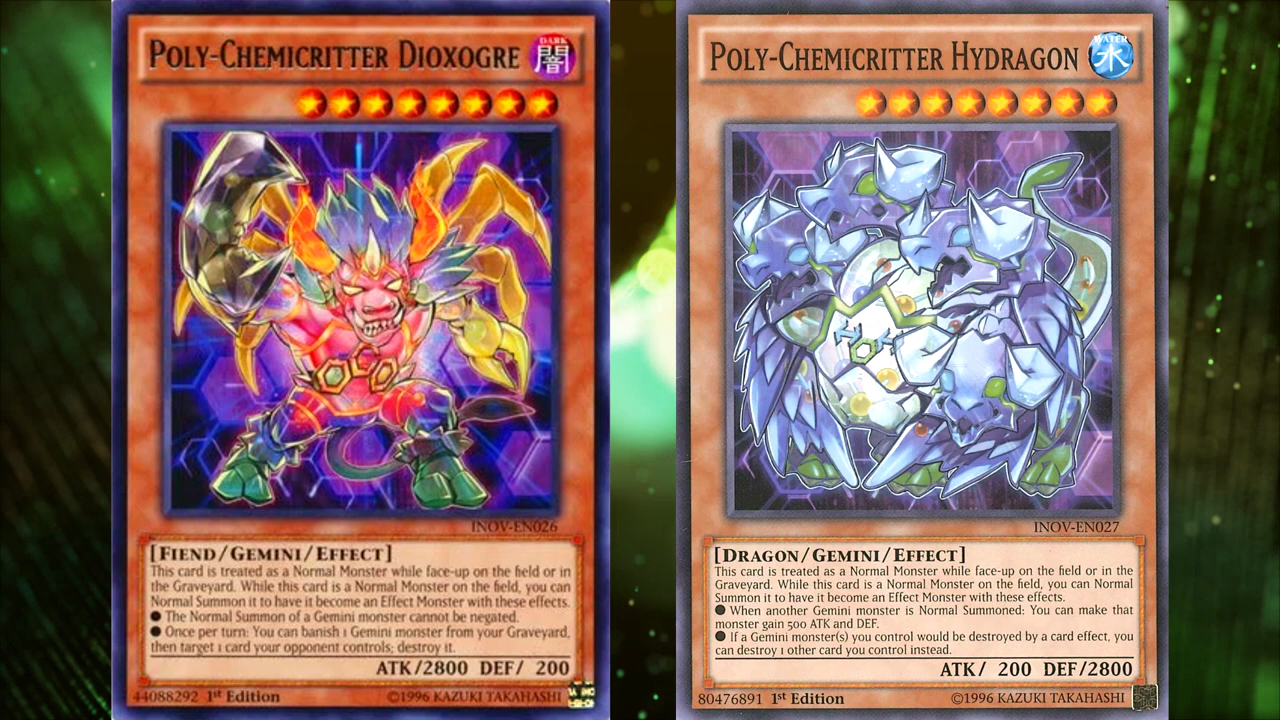 POLY-CHEMICRITTER DIOXOGRE
DARK
闇
INOV-EN026
[FIEND/GEMINI/EFFECT]
This card is treated as a Normal Monster while face-up on the field or in
the Graveyard. While this card is a Normal Monster on the field, you can
Normal Summon it to have it become an Effect Monster with these effects.
● The Normal Summon of a Gemini monster cannot be negated.
● Once per turn: You can banish 1 Gemini monster from your Graveyard,
then target 1 card your opponent controls; destroy it.
ATK/2800 DEF/ 200
44088292 1st Edition
©1996 KAZUKI TAKAHASHI
POLY-CHEMICRITTER HYDRAGON
WATER
水
INOV-EN027
[DRAGON/GEMINI/EFFECT]
This card is treated as a Normal Monster while face-up on the field or in the
Graveyard. While this card is a Normal Monster on the field, you can Normal
Summon it to have it become an Effect Monster with these effects.
● When another Gemini monster is Normal Summoned: You can make that
monster gain 500 ATK and DEF.
● If a Gemini monster(s) you control would be destroyed by a card effect, you
can destroy 1 other card you control instead.
ATK/ 200 DEF/2800
80476891 1st Edition
©1996 KAZUKI TAKAHASHI